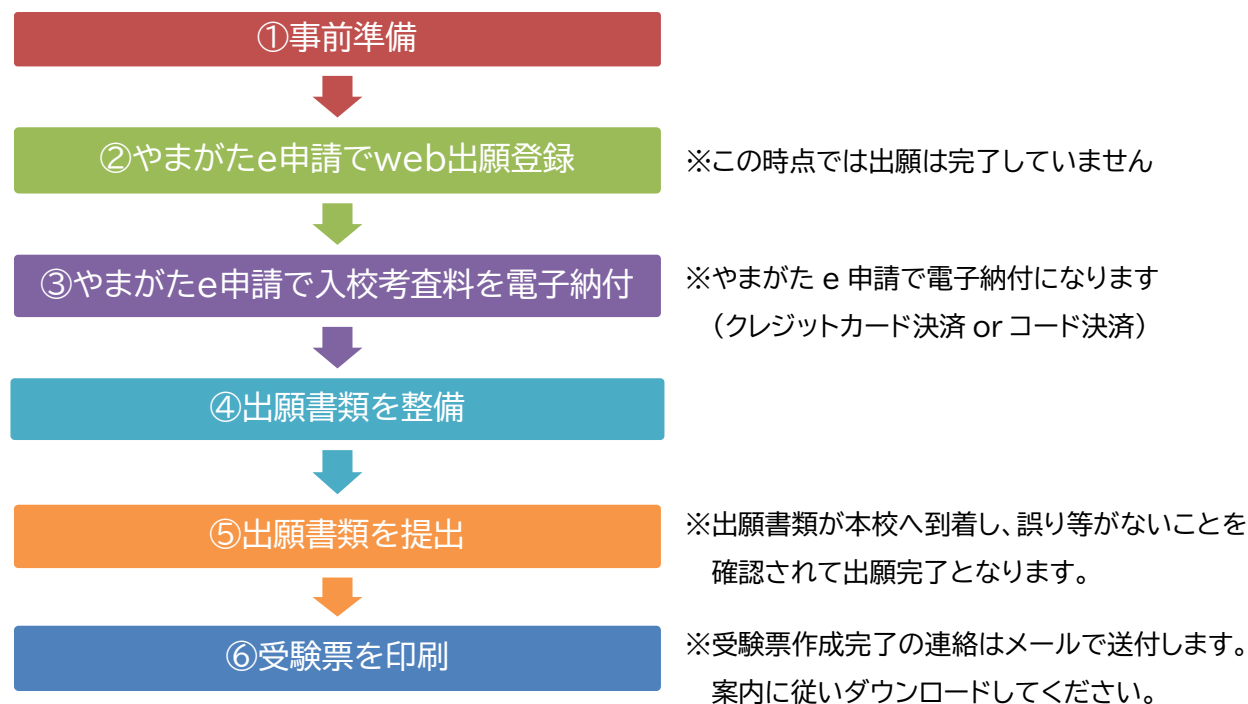 ①事前準備
②やまがたe申請でweb出願登録
※この時点では出願は完了していません
③やまがたe申請で入校考査料を電子納付
※やまがた e 申請で電子納付になります
（クレジットカード決済 or コード決済）
④出願書類を整備
⑤出願書類を提出
※出願書類が本校へ到着し、誤り等がないことを
確認されて出願完了となります。
⑥受験票を印刷
※受験票作成完了の連絡はメールで送付します。
案内に従いダウンロードしてください。